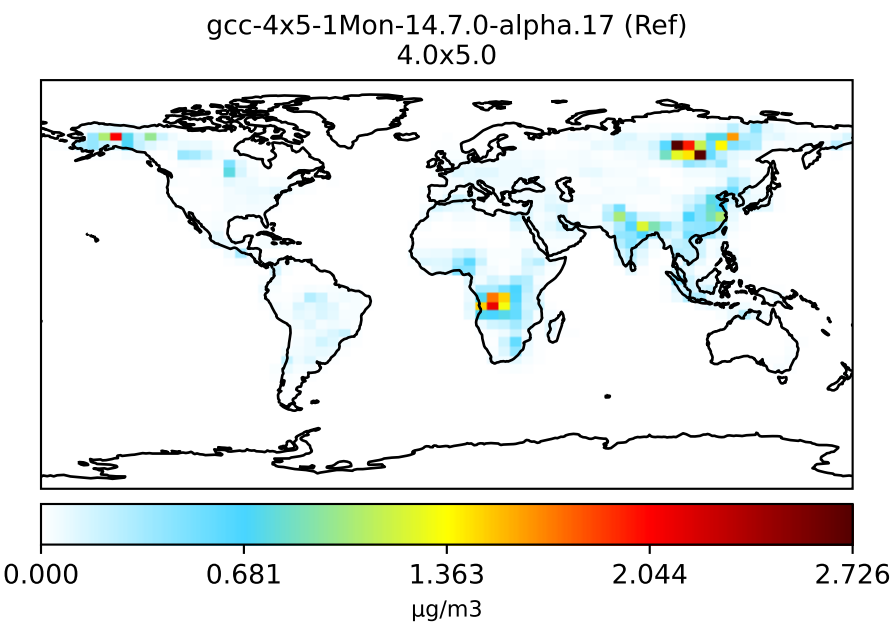 gcc-4x5-1Mon-14.7.0-alpha.17 (Ref)
4.0x5.0
0.000 0.681 1.363 2.044 2.726
μg/m3